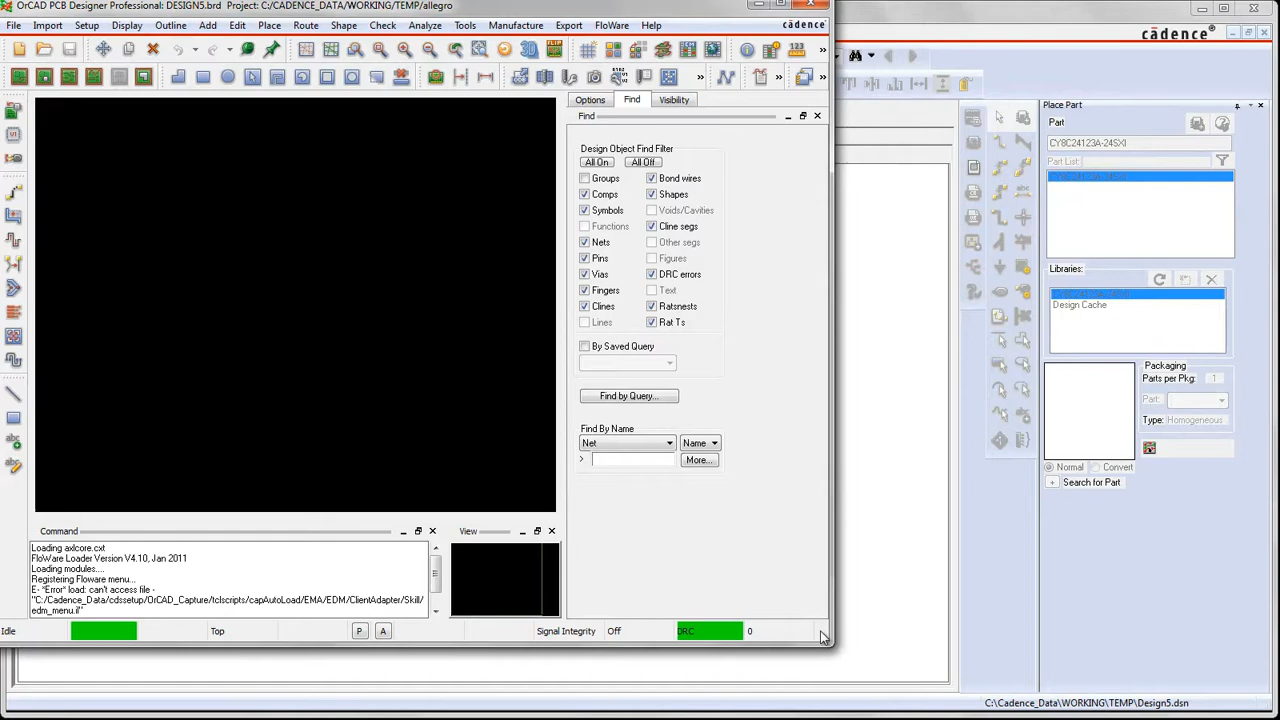 OrCAD PCB Designer Professional: DESIGN5.brd Project: C:/CADENCE_DATA/WORKING/TEMP/allegro
File Import Setup Display Outline Add Edit Place Route Shape Check Analyze Tools Manufacture Export FloWare Help cādence
cādence®
Options Find Visibility
Find
Design Object Find Filter
All On All Off
Groups Bond wires
Comps Shapes
Symbols Voids/Cavities
Functions Cline segs
Nets Other segs
Pins Figures
Vias DRC errors
Fingers Text
Clines Ratsnests
Lines Rat Ts
By Saved Query
Find by Query...
Find By Name
Net Name
> More...
Place Part
Part
CY8C24123A-24SXI
Part List:
CY8C24123A-24SXI
Libraries:
Design Cache
Packaging
Parts per Pkg: 1
Part:
Type: Homogeneous
Normal Convert
+ Search for Part
Command
View
Loading axlcore.cxt
FloWare Loader Version V4.10, Jan 2011
Loading modules....
Registering Floware menu...
E- *Error* load: can't access file -
"C:/Cadence_Data/cdssetup/OrCAD_Capture/tclscripts/capAutoLoad/EMA/EDM/ClientAdapter/Skill/
edm_menu.il"
Idle Top P A Signal Integrity Off DRC 0
C:\Cadence_Data\WORKING\TEMP\Design5.dsn